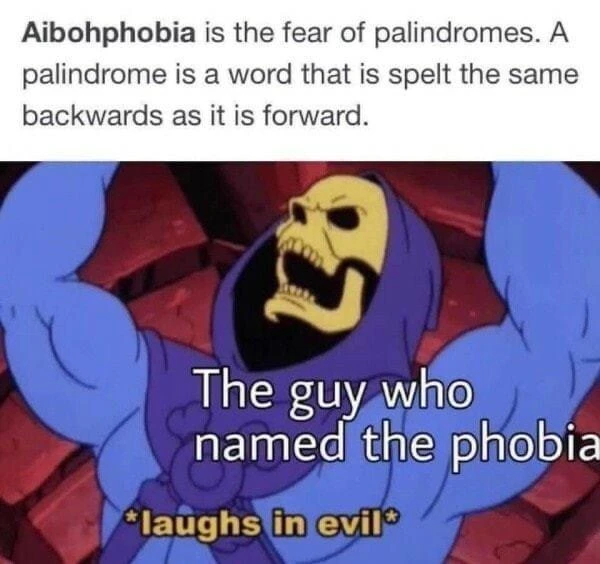 Aibohphobia is the fear of palindromes. A
palindrome is a word that is spelt the same
backwards as it is forward.
The guy who
named the phobia
*laughs in evil*